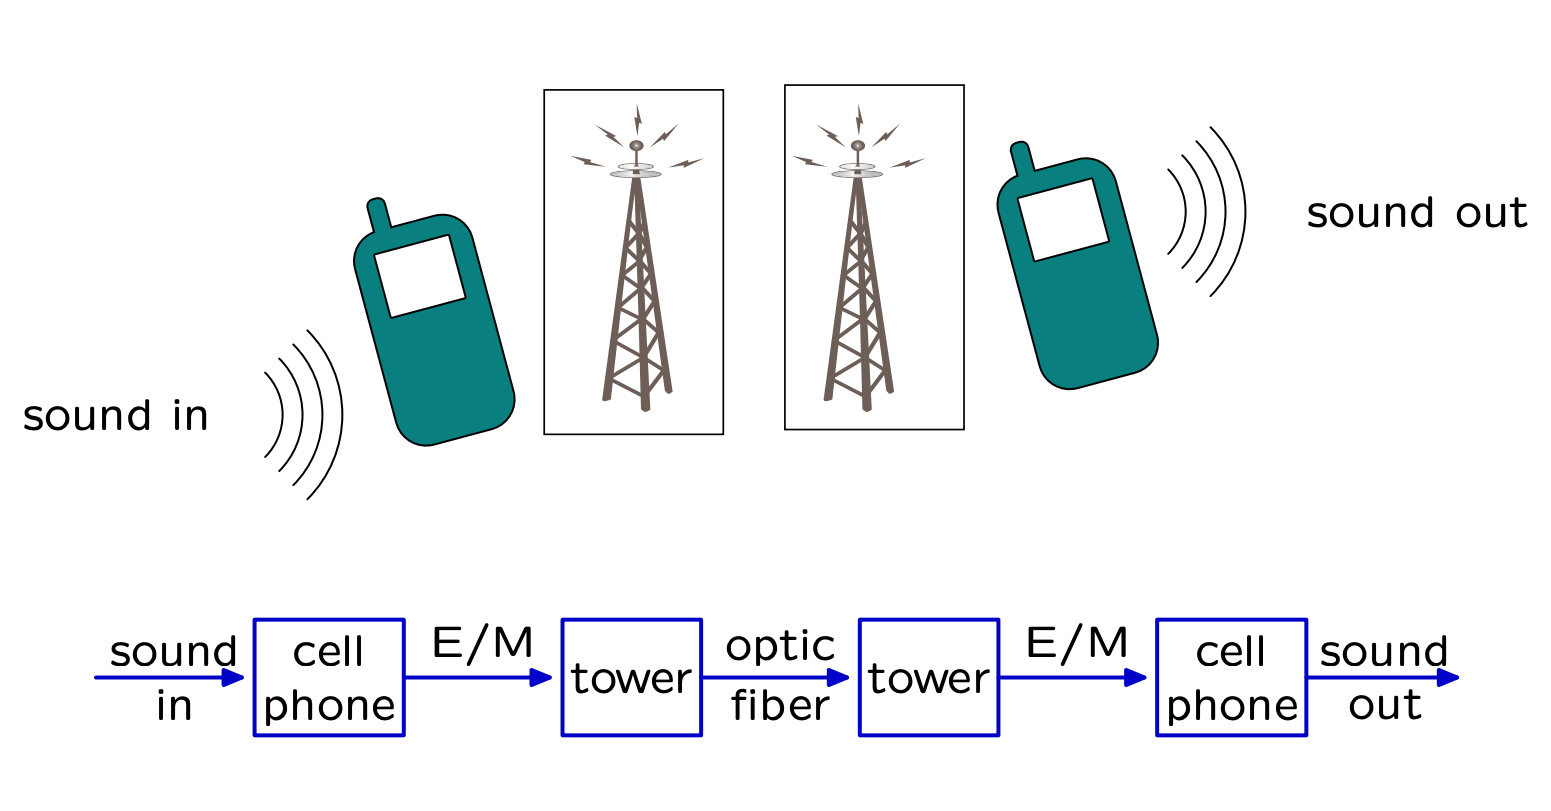 sound out
sound in
sound
in
cell
phone
E/M
tower
optic
fiber
tower
E/M
cell
phone
sound
out